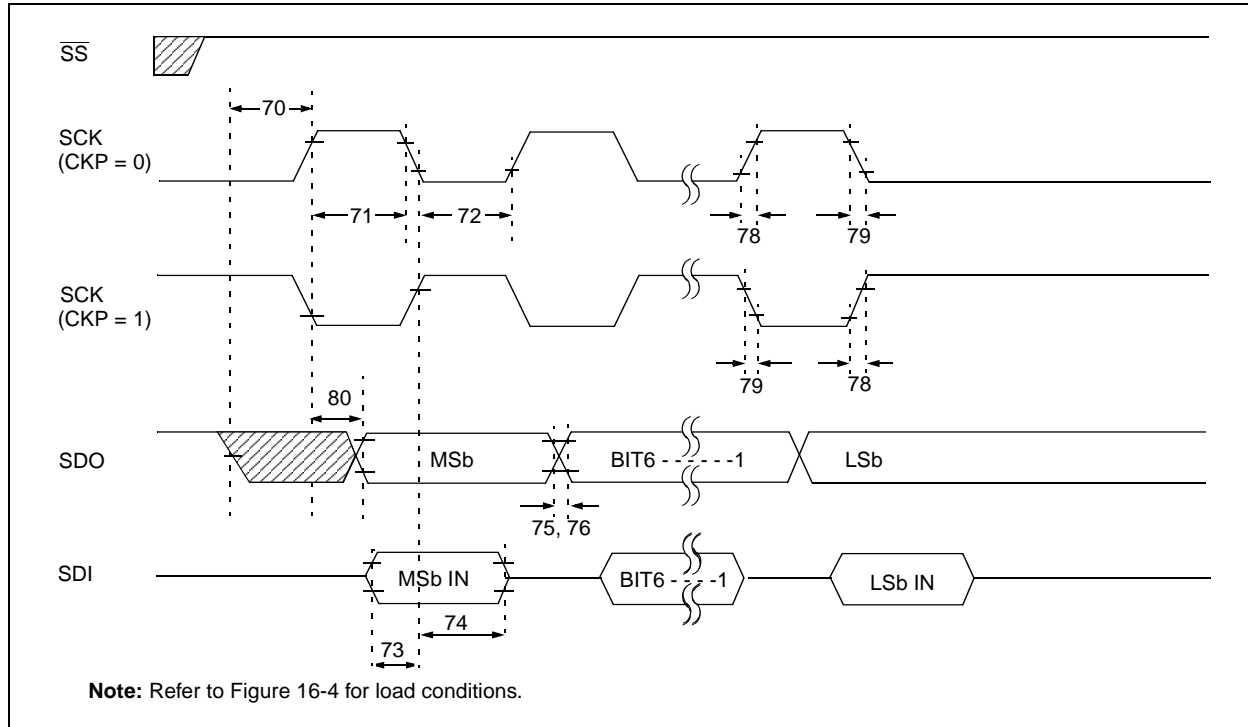 SS
70
SCK
(CKP = 0)
71
72
78
79
SCK
(CKP = 1)
79
78
80
SDO
MSb
BIT6 - - - - - -1
LSb
75, 76
SDI
MSb IN
BIT6 - - - - -1
LSb IN
74
73
Note: Refer to Figure 16-4 for load conditions.